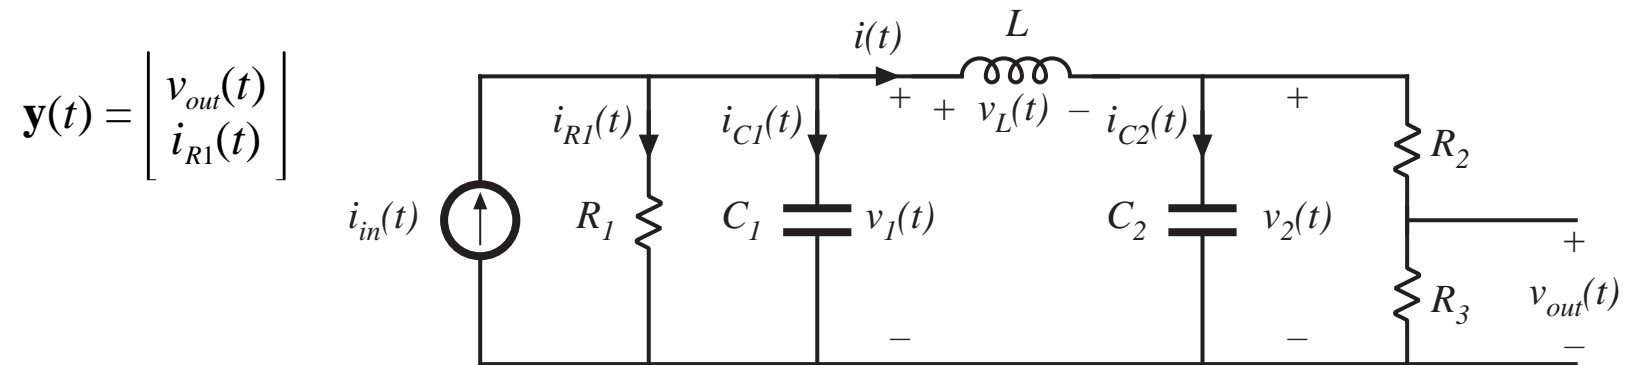 y(t) = [ v_out(t)
i_R1(t) ]
i(t)
L
+ + v_L(t) − +
i_R1(t) i_C1(t) i_C2(t)
R_2
i_in(t) R_1 C_1 v_1(t) C_2 v_2(t)
+
R_3 v_out(t)
− − −